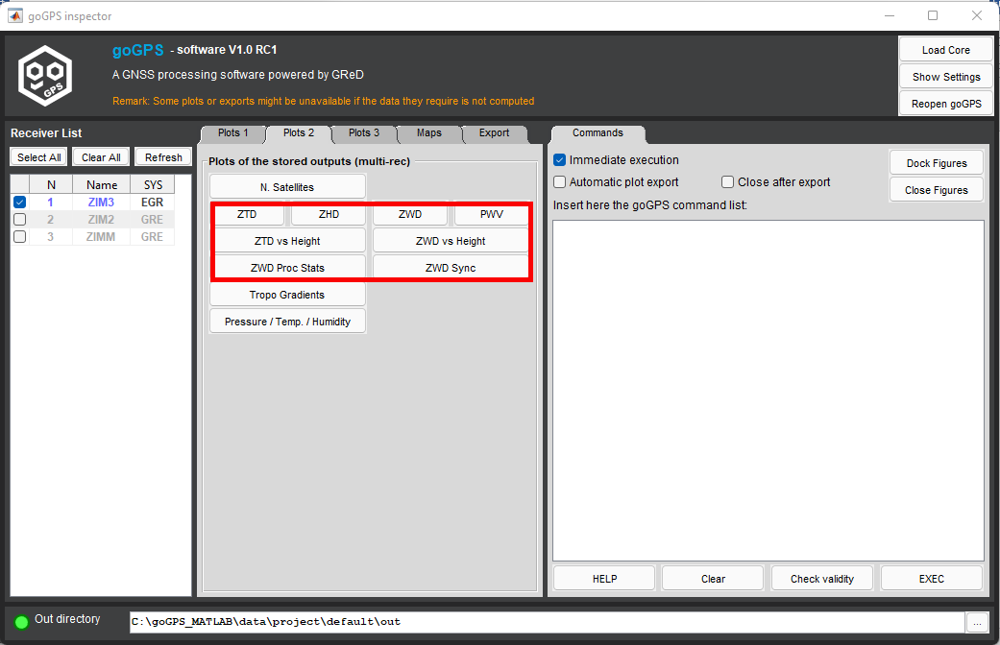 goGPS inspector
go
GPS
goGPS - software V1.0 RC1
A GNSS processing software powered by GReD
Remark: Some plots or exports might be unavailable if the data they require is not computed
Load Core
Show Settings
Reopen goGPS
Receiver List
Select All Clear All Refresh
N Name SYS
1 ZIM3 EGR
2 ZIM2 GRE
3 ZIMM GRE
Plots 1 Plots 2 Plots 3 Maps Export
Plots of the stored outputs (multi-rec)
N. Satellites
ZTD ZHD ZWD PWV
ZTD vs Height ZWD vs Height
ZWD Proc Stats ZWD Sync
Tropo Gradients
Pressure / Temp. / Humidity
Commands
Immediate execution
Automatic plot export Close after export
Insert here the goGPS command list:
Dock Figures
Close Figures
HELP Clear Check validity EXEC
Out directory C:\goGPS_MATLAB\data\project\default\out ...